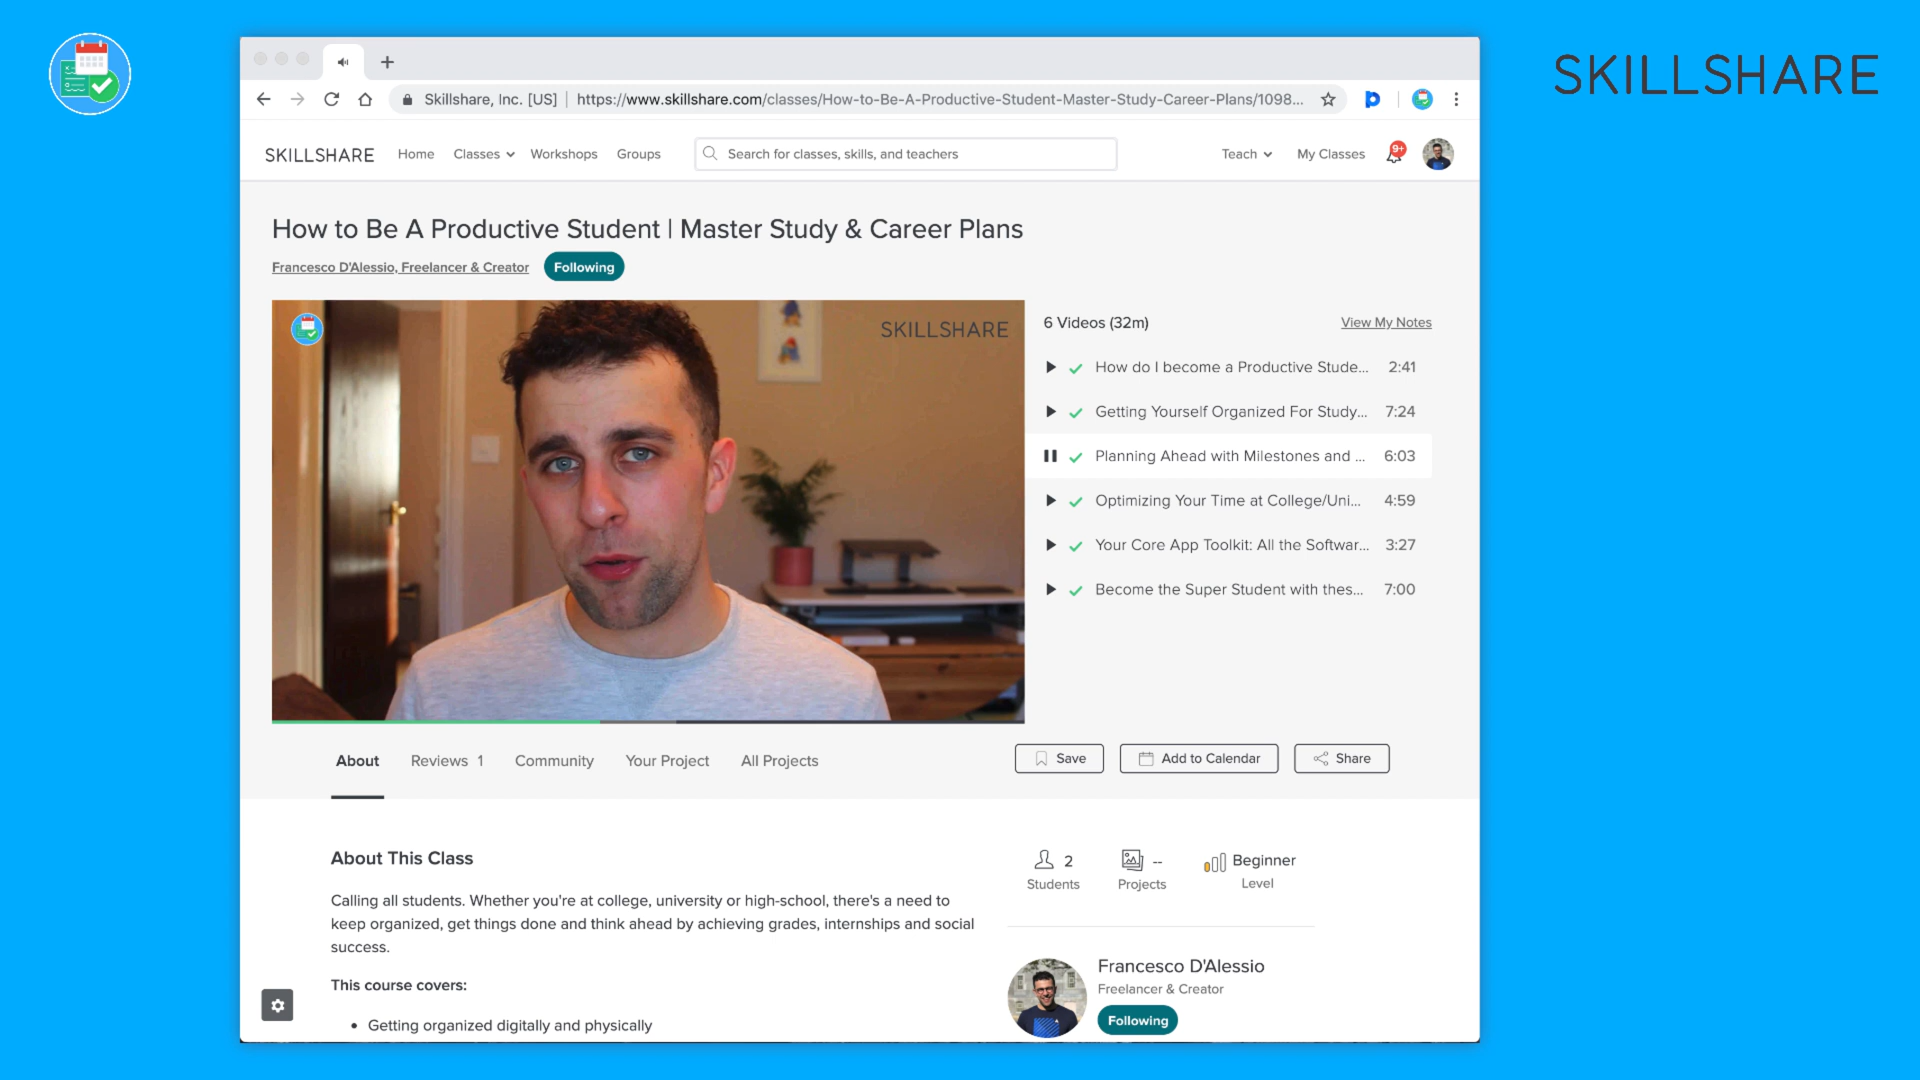 SKILLSHARE
Skillshare, Inc. [US] | https://www.skillshare.com/classes/How-to-Be-A-Productive-Student-Master-Study-Career-Plans/1098...
SKILLSHARE Home Classes Workshops Groups Search for classes, skills, and teachers Teach My Classes 9+
How to Be A Productive Student | Master Study & Career Plans
Francesco D'Alessio, Freelancer & Creator Following
SKILLSHARE
6 Videos (32m) View My Notes
How do I become a Productive Stude... 2:41
Getting Yourself Organized For Study... 7:24
Planning Ahead with Milestones and ... 6:03
Optimizing Your Time at College/Uni... 4:59
Your Core App Toolkit: All the Softwar... 3:27
Become the Super Student with thes... 7:00
About Reviews 1 Community Your Project All Projects Save Add to Calendar Share
About This Class
Calling all students. Whether you're at college, university or high-school, there's a need to
keep organized, get things done and think ahead by achieving grades, internships and social
success.
This course covers:
• Getting organized digitally and physically
2 -- Beginner
Students Projects Level
Francesco D'Alessio
Freelancer & Creator
Following